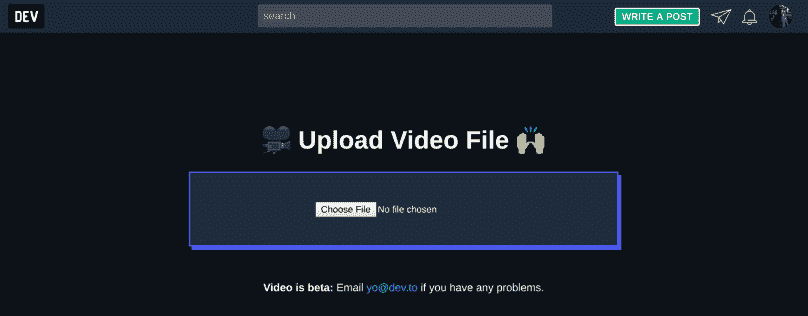 DEV
search
WRITE A POST
Upload Video File
Choose File No file chosen
Video is beta: Email yo@dev.to if you have any problems.